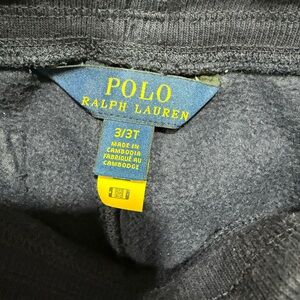 POLO
RALPH LAUREN
3/3T
MADE IN
CAMBODIA
FABRIQUÉ AU
CAMBODGE